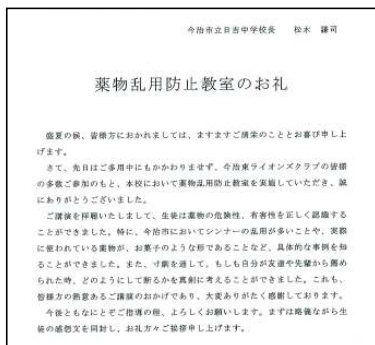 今治市立日吉中学校長　松木　謙司
薬物乱用防止教室のお礼
盛夏の候、皆様方におかれましては、ますますご清栄のこととお喜び申し上
げます。
さて、先日はご多用中にもかかわりませず、今治東ライオンズクラブの皆様
の多数ご参加のもと、本校において薬物乱用防止教室を実施していただき、誠
にありがとうございました。
ご講演を拝聴いたしまして、生徒は薬物の危険性、有害性を正しく認識する
ことができました。特に、今治市においてシンナーの乱用が多いことや、実際
に使われている薬物が、お菓子のような形であることなど、具体的な事例を知
ることができました。また、寸劇を通して、もしも自分が友達や先輩から薦め
られた時、どのようにして断るかを真剣に考えることができました。これも、
皆様方の熱意あるご講演のおかげであり、大変ありがたく感謝しております。
今後ともなにとぞご指導の程、よろしくお願いします。まずは略儀ながら生
徒の感想文を同封し、お礼方々ご挨拶申し上げます。